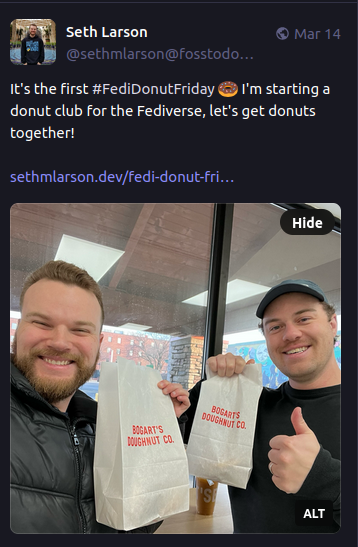 Seth Larson
Mar 14
@sethmlarson@fosstodo…
It's the first #FediDonutFriday 🍩 I'm starting a
donut club for the Fediverse, let's get donuts
together!
sethmlarson.dev/fedi-donut-fri…
Hide
BOGART'S
DOUGHNUT CO.
BOGART'S
DOUGHNUT CO.
ALT